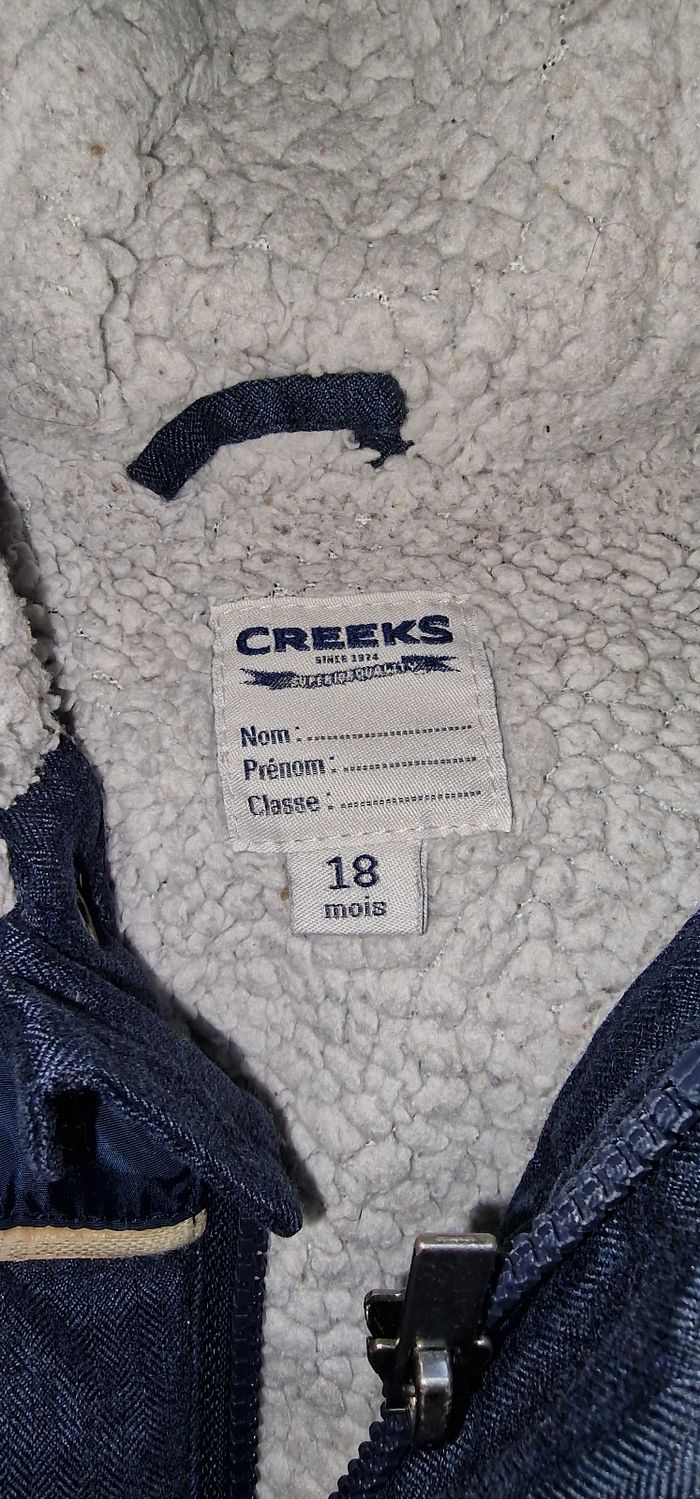 CREEKS
SINCE 1974
SUPERIOR QUALITY
Nom :
Prénom :
Classe :
18
mois